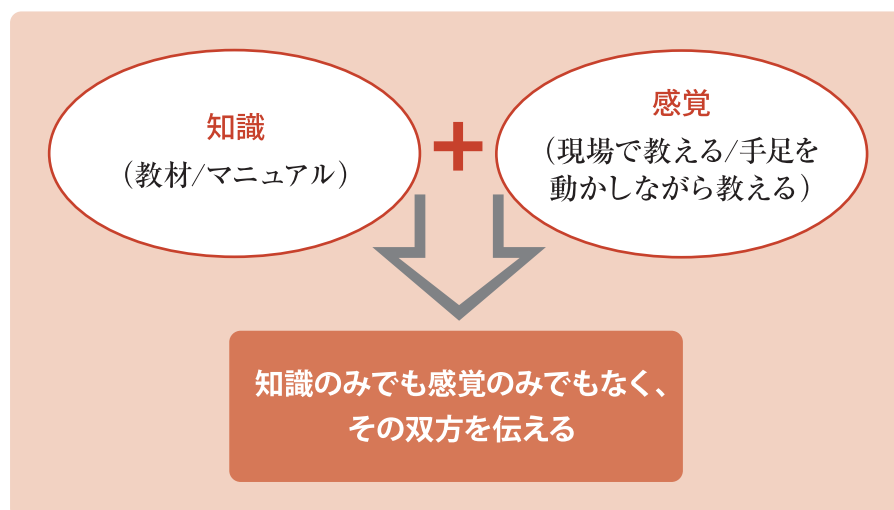 知識
（教材/マニュアル）
+
感覚
（現場で教える/手足を
動かしながら教える）
知識のみでも感覚のみでもなく、
その双方を伝える